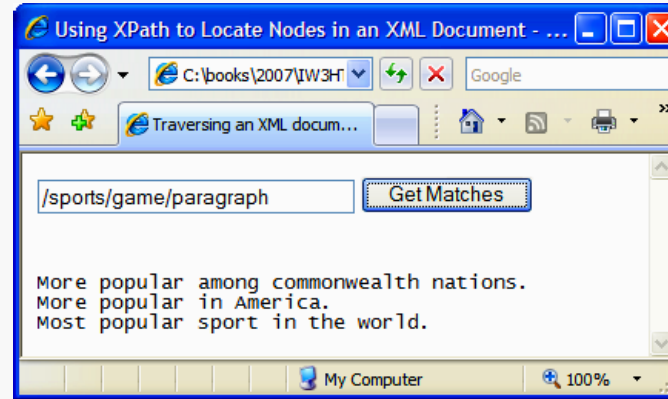 Using XPath to Locate Nodes in an XML Document - ...
C:\books\2007\IW3HT
Google
Traversing an XML docum...
/sports/game/paragraph
Get Matches
More popular among commonwealth nations.
More popular in America.
Most popular sport in the world.
My Computer
100%